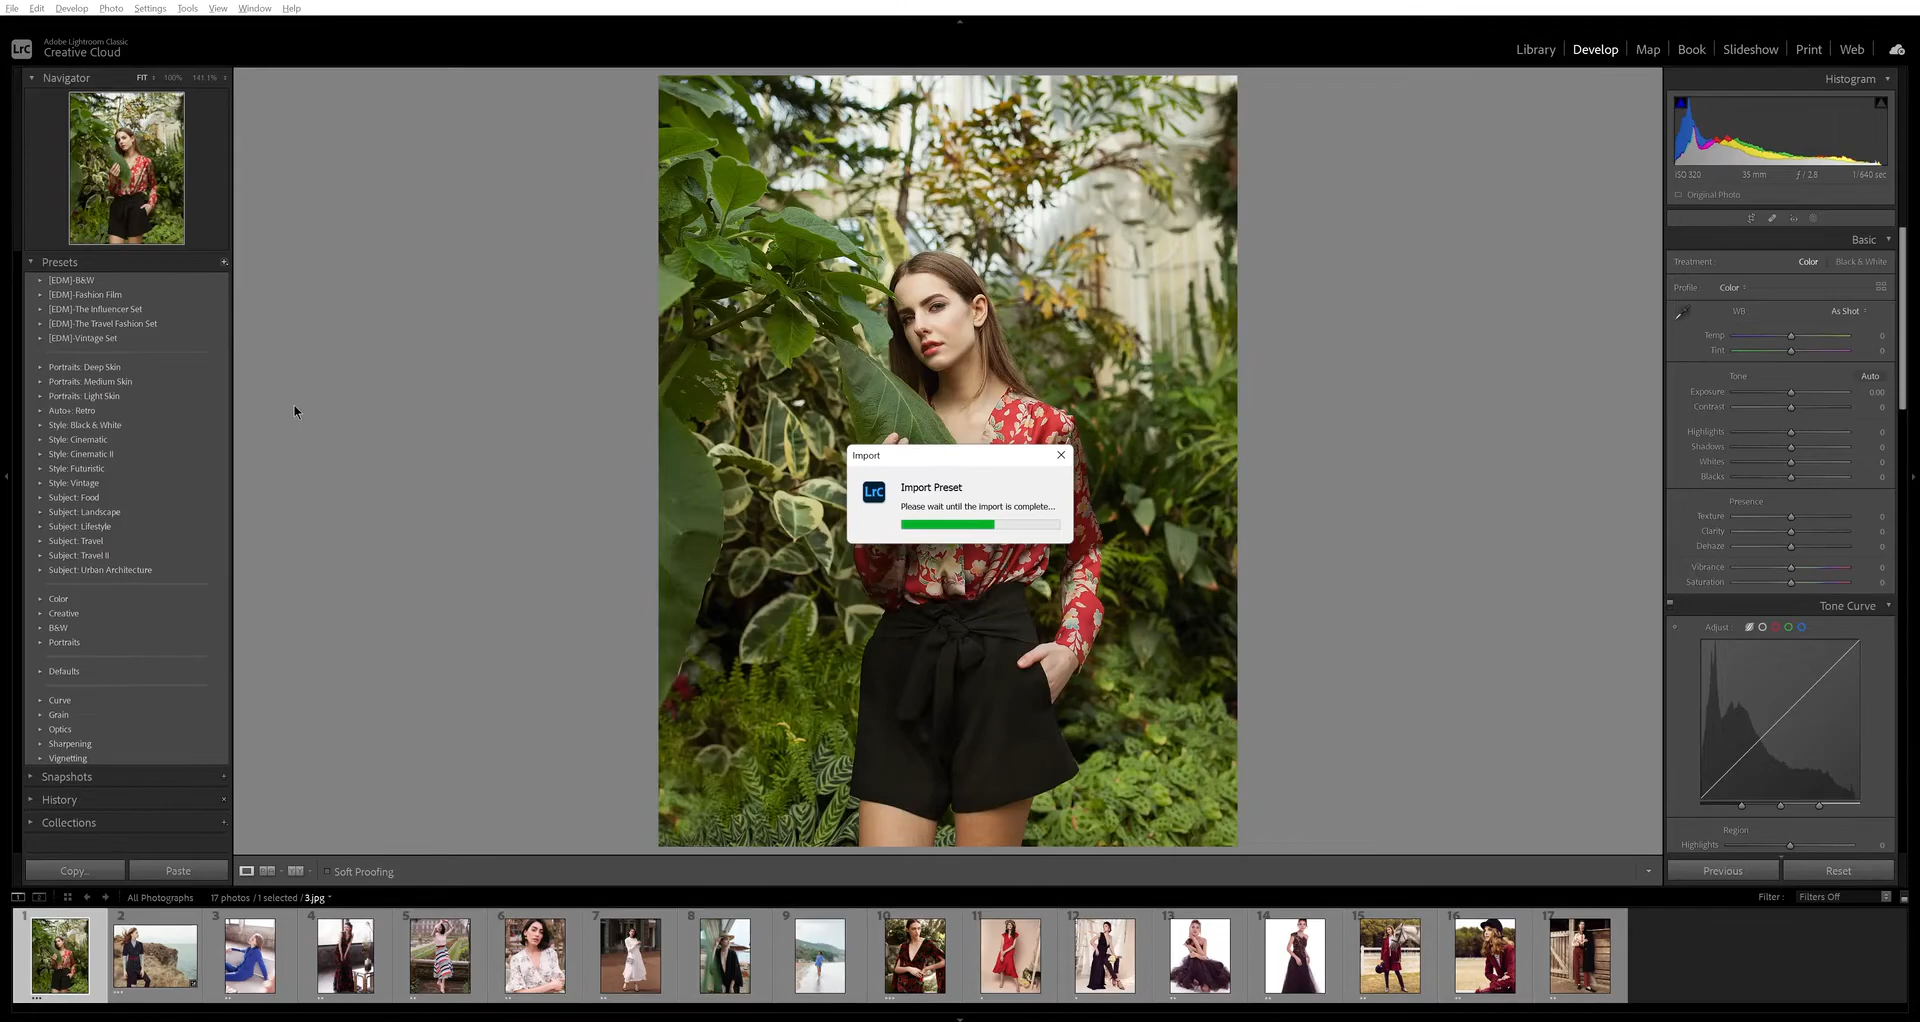 File Edit Develop Photo Settings Tools View Window Help
LrC Adobe Lightroom Classic
Creative Cloud
Library Develop Map Book Slideshow Print Web
Navigator FIT 100% 141.1%
Presets
[EDM]-B&W
[EDM]-Fashion Film
[EDM]-The Influencer Set
[EDM]-The Travel Fashion Set
[EDM]-Vintage Set
Portraits: Deep Skin
Portraits: Medium Skin
Portraits: Light Skin
Auto+: Retro
Style: Black & White
Style: Cinematic
Style: Cinematic II
Style: Futuristic
Style: Vintage
Subject: Food
Subject: Landscape
Subject: Lifestyle
Subject: Travel
Subject: Travel II
Subject: Urban Architecture
Color
Creative
B&W
Portraits
Defaults
Curve
Grain
Optics
Sharpening
Vignetting
Snapshots
History
Collections
Copy... Paste
Import
LrC
Import Preset
Please wait until the import is complete...
Soft Proofing
Histogram
ISO 320 35 mm ƒ / 2.8 1/640 sec
Original Photo
Basic
Treatment : Color Black & White
Profile : Color
WB: As Shot
Temp 0
Tint 0
Tone Auto
Exposure 0.00
Contrast 0
Highlights 0
Shadows 0
Whites 0
Blacks 0
Presence
Texture 0
Clarity 0
Dehaze 0
Vibrance 0
Saturation 0
Tone Curve
Adjust :
Region
Highlights 0
Previous Reset
1 2 All Photographs 17 photos / 1 selected / 3.jpg Filter : Filters Off
1 2 3 4 5 6 7 8 9 10 11 12 13 14 15 16 17